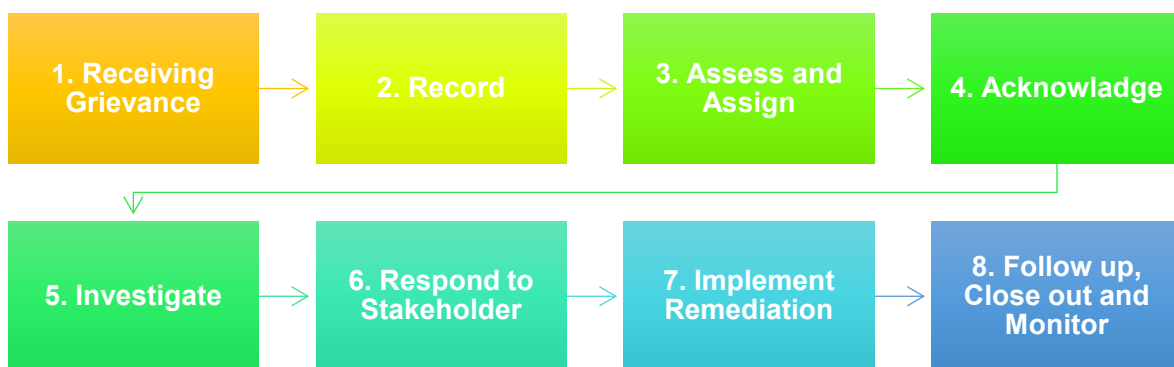 1. Receiving
Grievance
2. Record
3. Assess and
Assign
4. Acknowladge
5. Investigate
6. Respond to
Stakeholder
7. Implement
Remediation
8. Follow up,
Close out and
Monitor